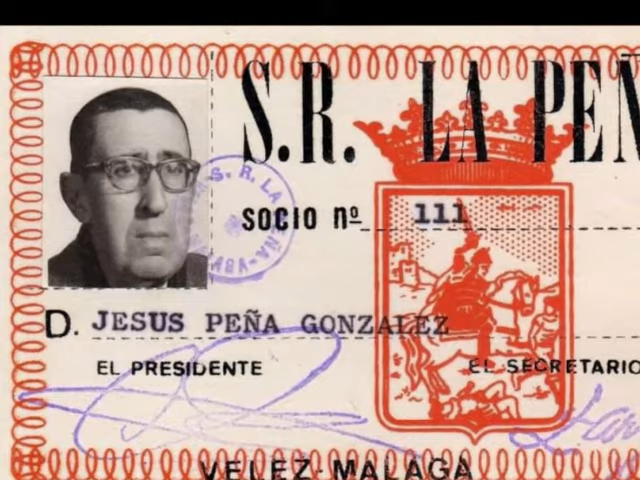 S.R. LA PEÑ
SOCIO nº 111
D. JESUS PEÑA GONZALEZ
EL PRESIDENTE EL SECRETARIO
VELEZ-MALAGA